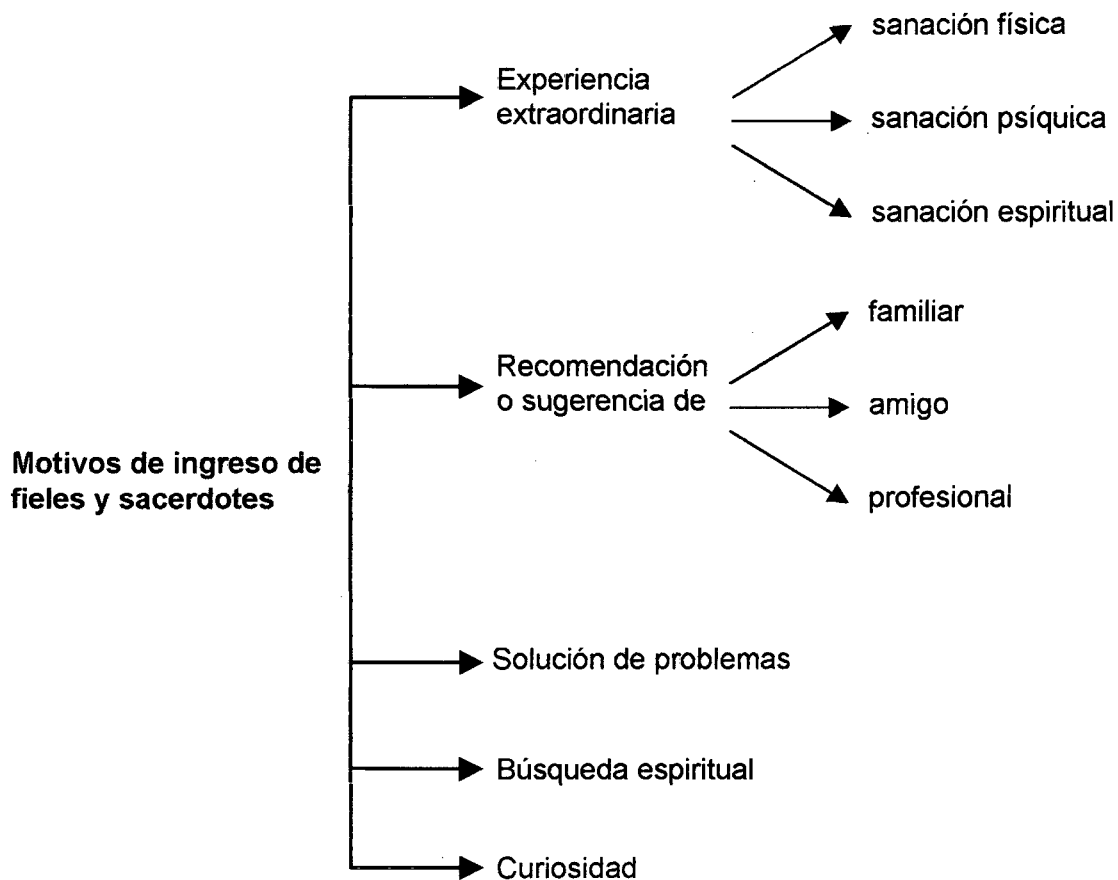 Motivos de ingreso de
fieles y sacerdotes
Experiencia
extraordinaria
sanación física
sanación psíquica
sanación espiritual
Recomendación
o sugerencia de
familiar
amigo
profesional
Solución de problemas
Búsqueda espiritual
Curiosidad